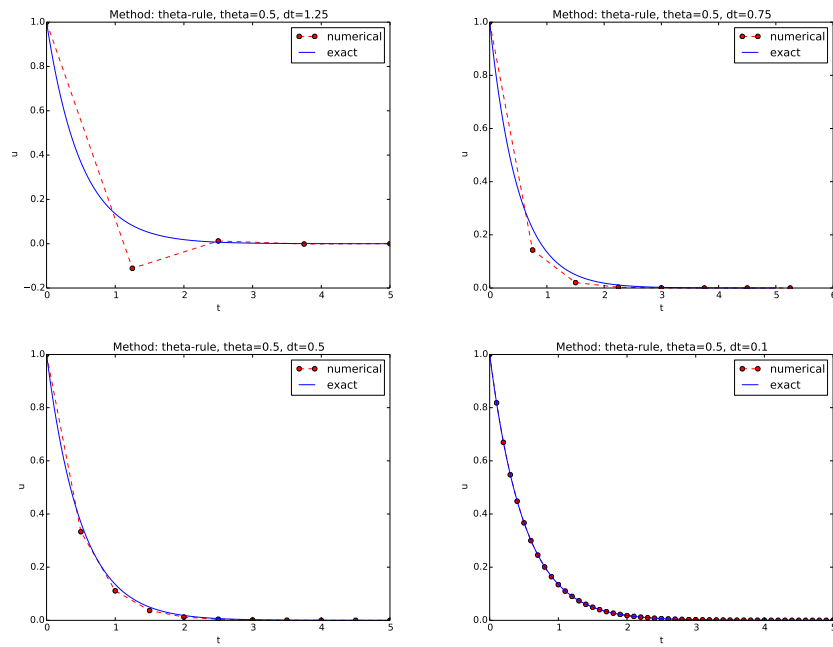 Method: theta-rule, theta=0.5, dt=1.25
1.0
0.8
0.6
0.4
0.2
0.0
−0.2
u
numerical
exact
0 1 2 3 4 5
t
Method: theta-rule, theta=0.5, dt=0.75
1.0
0.8
0.6
0.4
0.2
0.0
u
numerical
exact
0 1 2 3 4 5 6
t
Method: theta-rule, theta=0.5, dt=0.5
1.0
0.8
0.6
0.4
0.2
0.0
u
numerical
exact
0 1 2 3 4 5
t
Method: theta-rule, theta=0.5, dt=0.1
1.0
0.8
0.6
0.4
0.2
0.0
u
numerical
exact
0 1 2 3 4 5
t